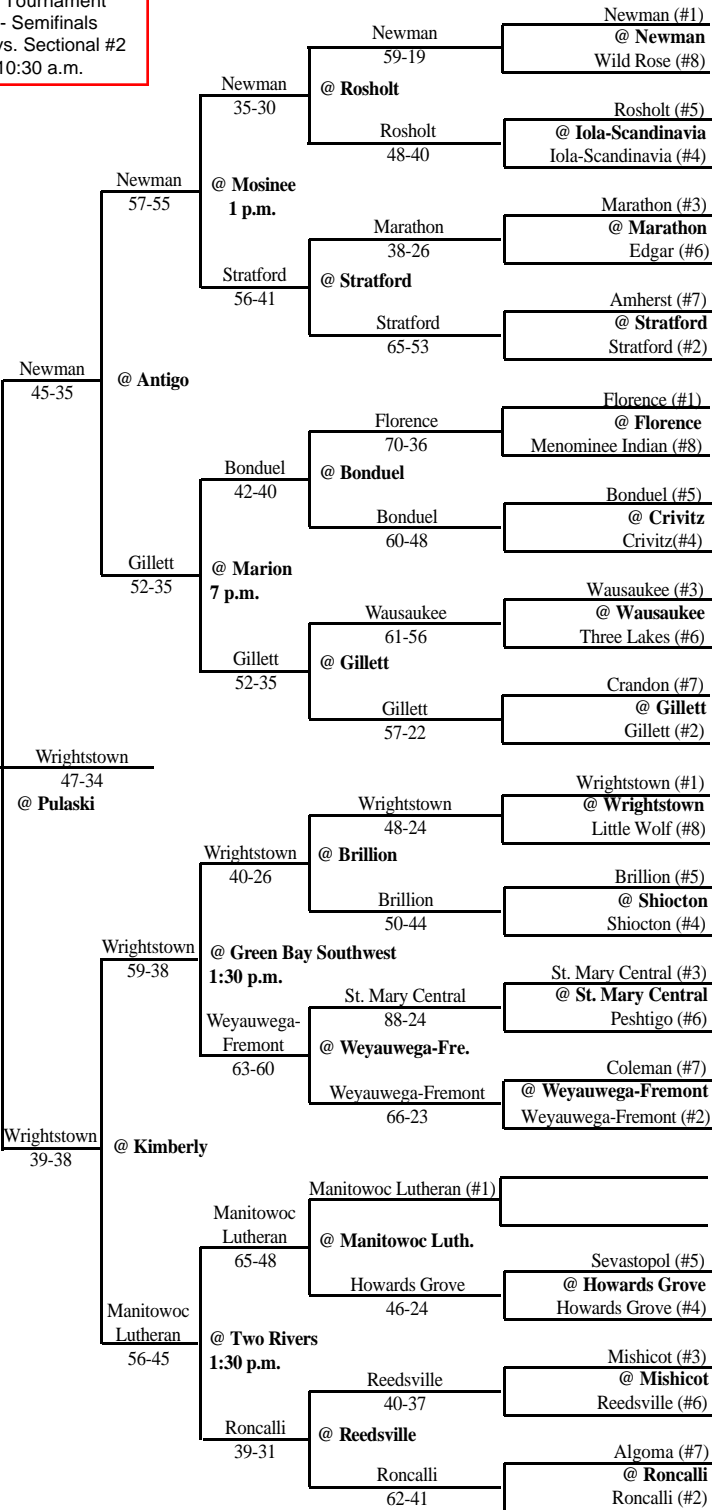 Tournament
- Semifinals
vs. Sectional #2
10:30 a.m.
Newman (#1)
@ Newman
Wild Rose (#8)
Newman
59-19
Newman
35-30
@ Rosholt
Rosholt (#5)
@ Iola-Scandinavia
Iola-Scandinavia (#4)
Rosholt
48-40
Newman
57-55
@ Mosinee
1 p.m.
Marathon (#3)
@ Marathon
Edgar (#6)
Marathon
38-26
Stratford
56-41
@ Stratford
Amherst (#7)
@ Stratford
Stratford (#2)
Stratford
65-53
Newman
45-35
@ Antigo
Florence (#1)
@ Florence
Menominee Indian (#8)
Florence
70-36
Bonduel
42-40
@ Bonduel
Bonduel (#5)
@ Crivitz
Crivitz(#4)
Bonduel
60-48
Gillett
52-35
@ Marion
7 p.m.
Wausaukee (#3)
@ Wausaukee
Three Lakes (#6)
Wausaukee
61-56
Gillett
52-35
@ Gillett
Crandon (#7)
@ Gillett
Gillett (#2)
Gillett
57-22
Wrightstown
47-34
@ Pulaski
Wrightstown (#1)
@ Wrightstown
Little Wolf (#8)
Wrightstown
48-24
Wrightstown
40-26
@ Brillion
Brillion (#5)
@ Shiocton
Shiocton (#4)
Brillion
50-44
Wrightstown
59-38
@ Green Bay Southwest
1:30 p.m.
St. Mary Central (#3)
@ St. Mary Central
Peshtigo (#6)
St. Mary Central
88-24
Weyauwega-
Fremont
63-60
@ Weyauwega-Fre.
Coleman (#7)
@ Weyauwega-Fremont
Weyauwega-Fremont (#2)
Weyauwega-Fremont
66-23
Wrightstown
39-38
@ Kimberly
Manitowoc Lutheran (#1)
Manitowoc
Lutheran
65-48
@ Manitowoc Luth.
Sevastopol (#5)
@ Howards Grove
Howards Grove (#4)
Howards Grove
46-24
Manitowoc
Lutheran
56-45
@ Two Rivers
1:30 p.m.
Mishicot (#3)
@ Mishicot
Reedsville (#6)
Reedsville
40-37
Roncalli
39-31
@ Reedsville
Algoma (#7)
@ Roncalli
Roncalli (#2)
Roncalli
62-41